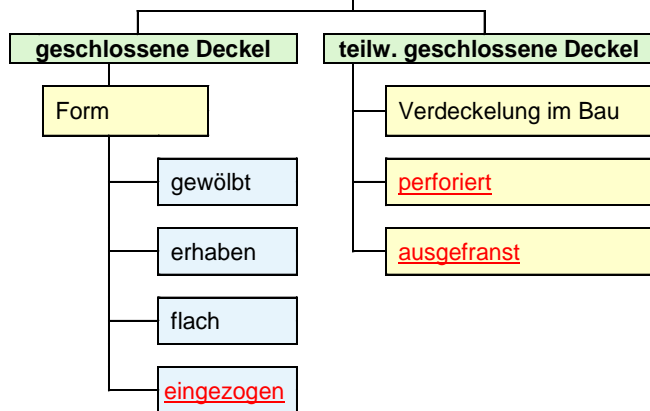 geschlossene Deckel
teilw. geschlossene Deckel
Form
Verdeckelung im Bau
gewölbt
perforiert
erhaben
ausgefranst
flach
eingezogen